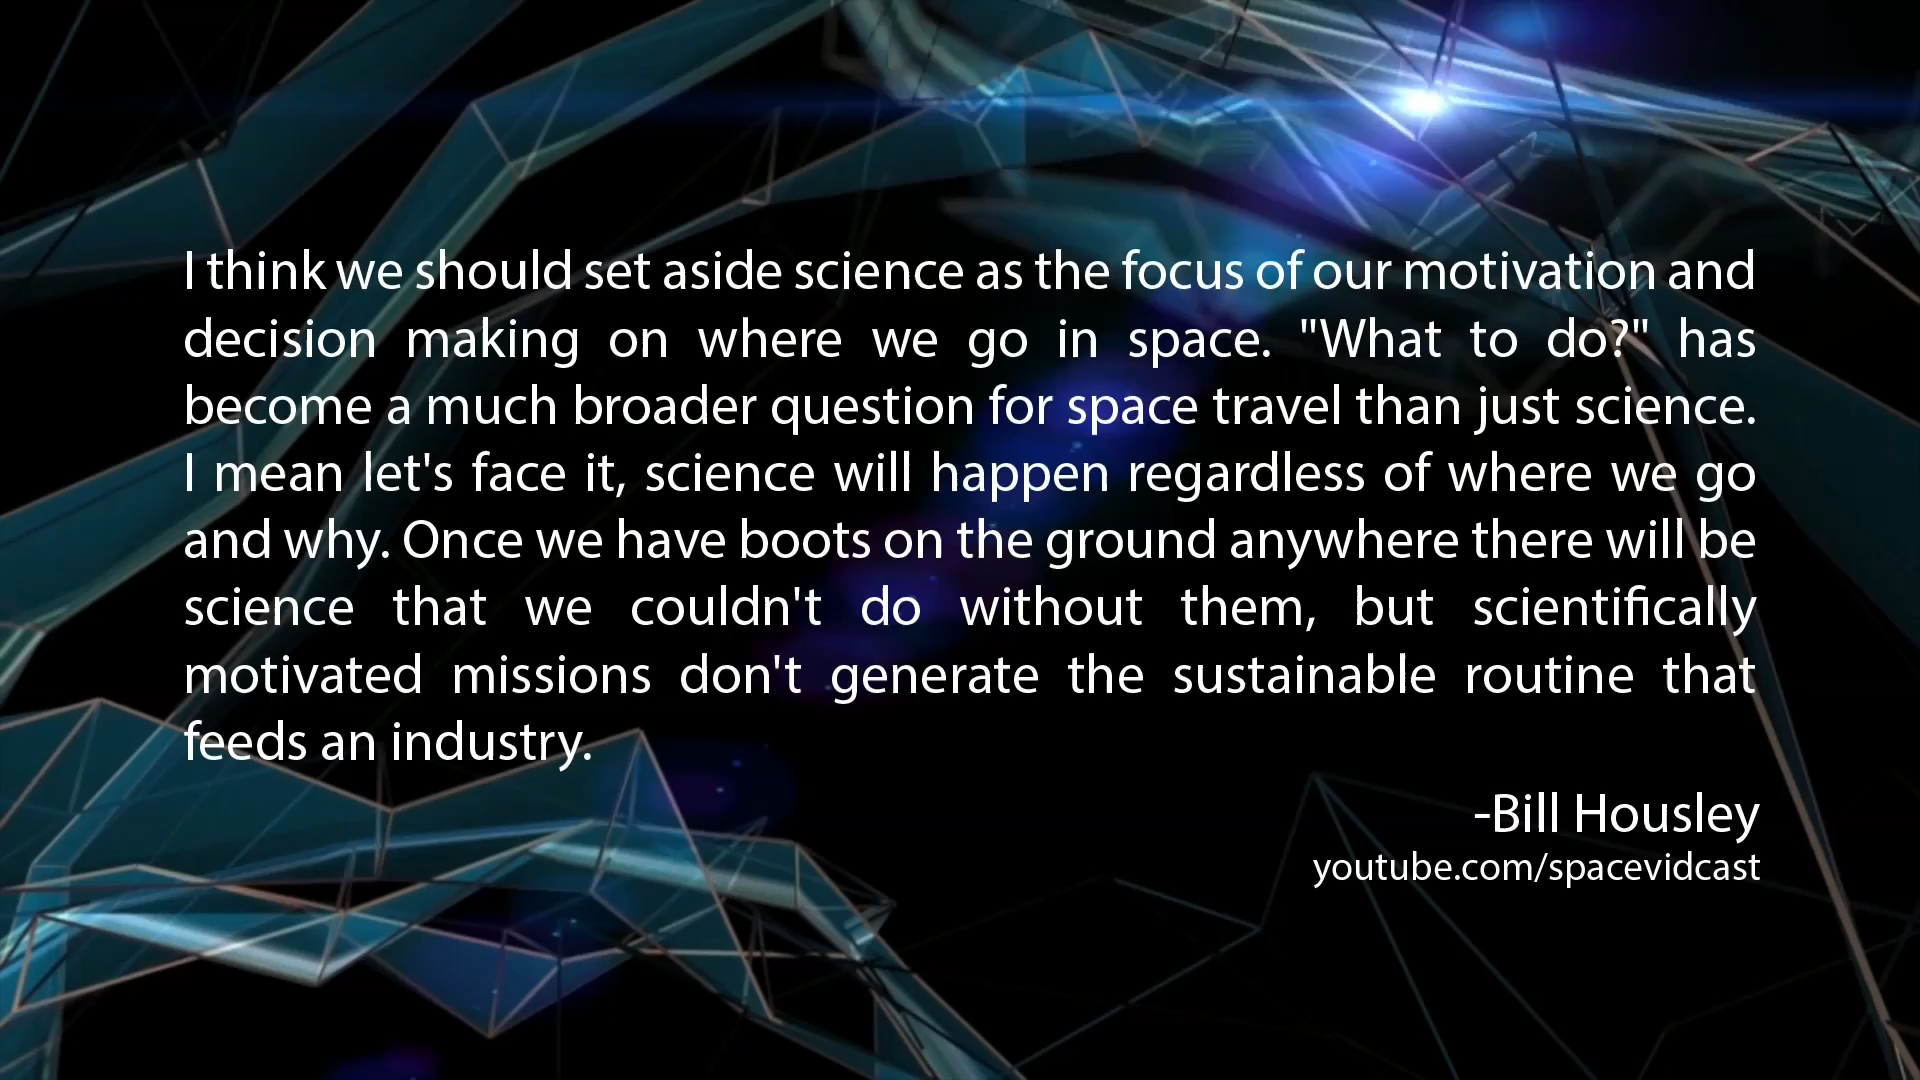 I think we should set aside science as the focus of our motivation and
decision making on where we go in space. "What to do?" has
become a much broader question for space travel than just science.
I mean let's face it, science will happen regardless of where we go
and why. Once we have boots on the ground anywhere there will be
science that we couldn't do without them, but scientifically
motivated missions don't generate the sustainable routine that
feeds an industry.
-Bill Housley
youtube.com/spacevidcast